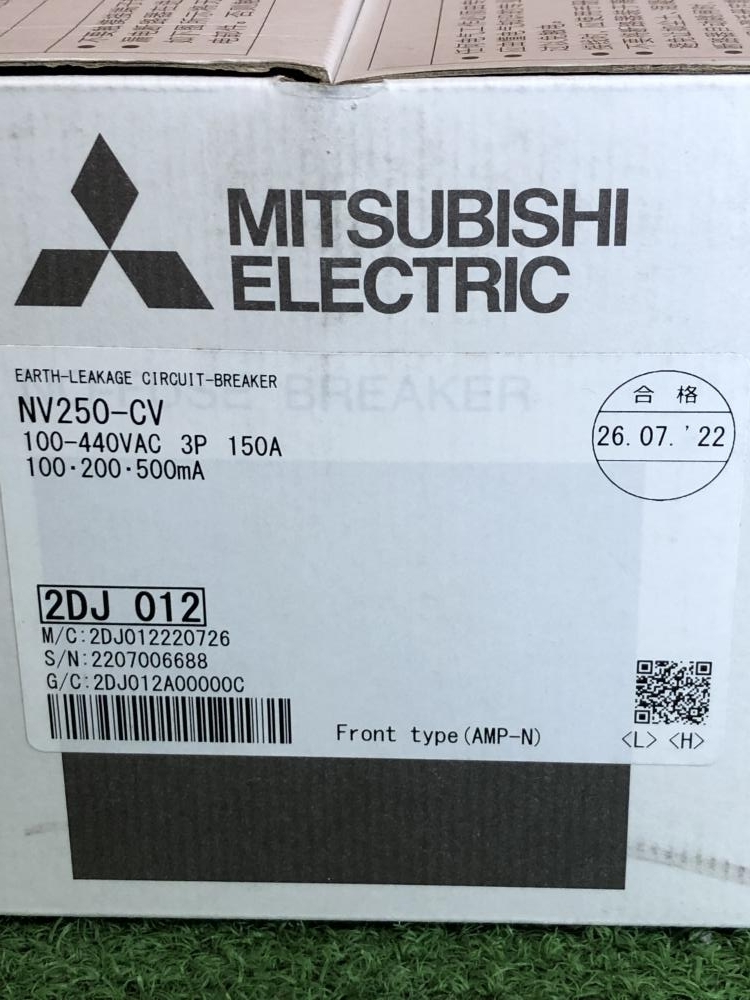 MITSUBISHI
ELECTRIC
EARTH-LEAKAGE CIRCUIT-BREAKER
NV250-CV
100-440VAC 3P 150A
100・200・500mA
合格
26.07.'22
BREAKER
2DJ 012
M/C:2DJ012220726
S/N:2207006688
G/C:2DJ012A00000C
Front type(AMP-N)
<L> <H>